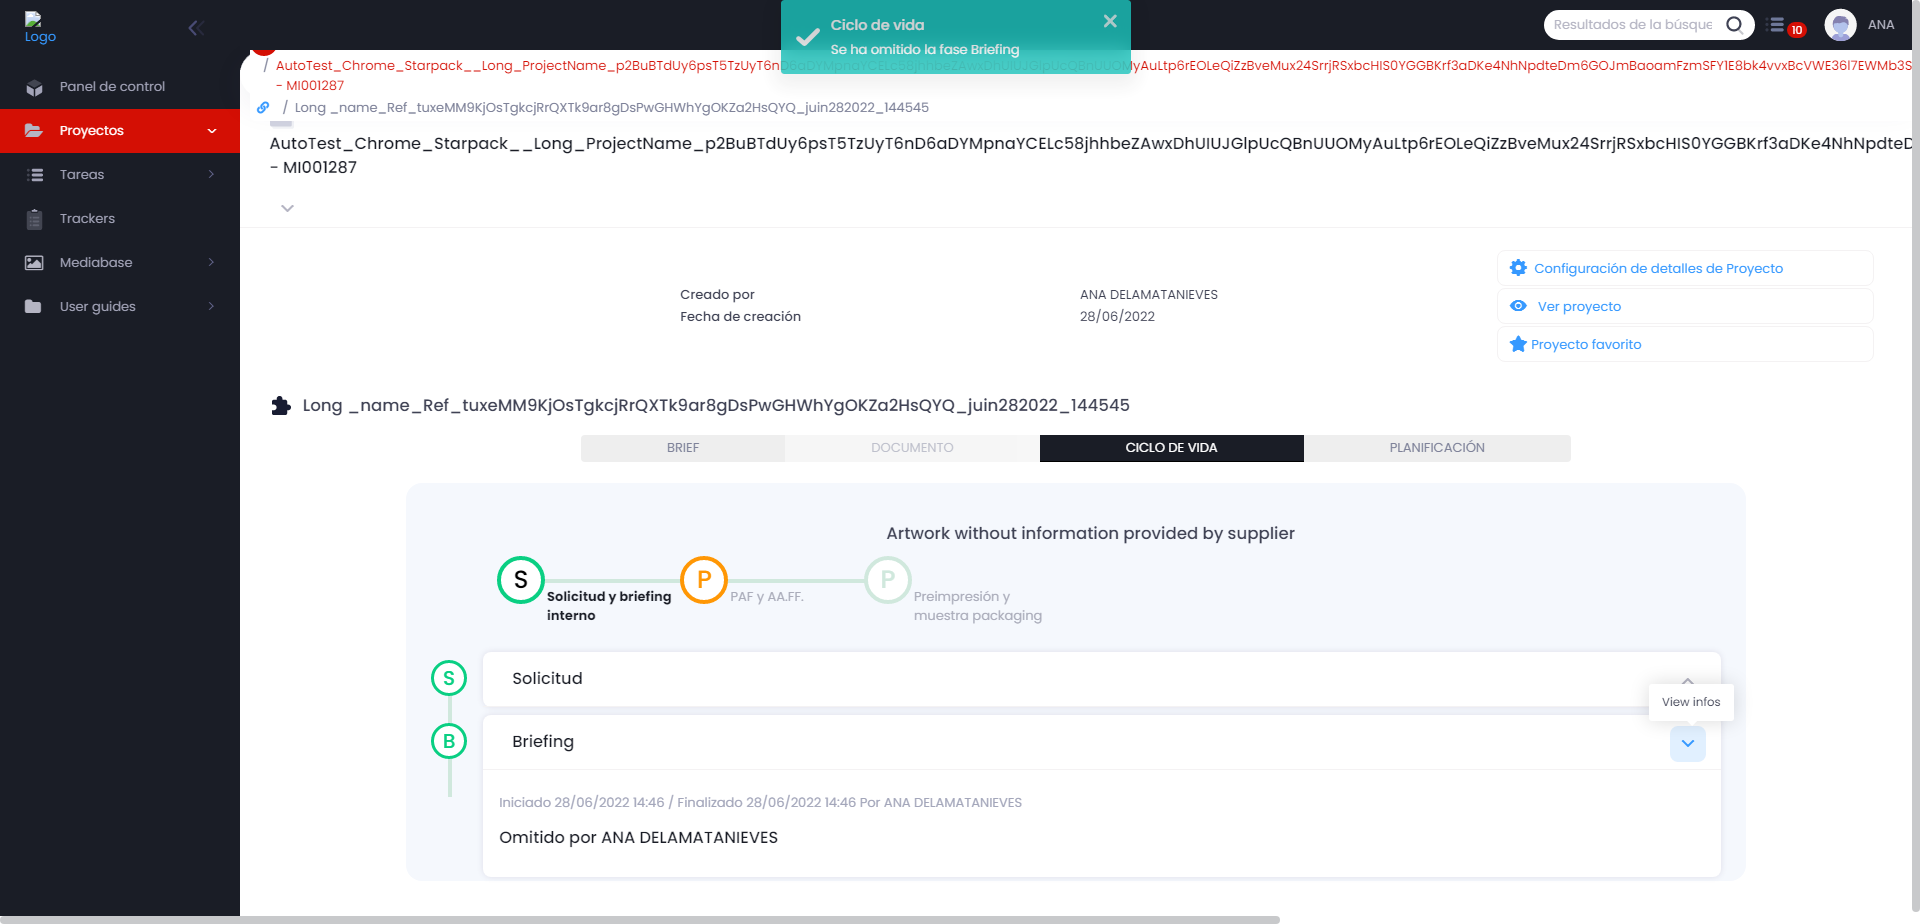 Logo
Panel de control
Proyectos
Tareas
Trackers
Mediabase
User guides
Ciclo de vida
Se ha omitido la fase Briefing
Resultados de la búsque
10
ANA
/ AutoTest_Chrome_Starpack__Long_ProjectName_p2BuBTdUy6psT5TzUyT6nD6aDYMpnaYCELc58jhhbeZAwxDhUIUJGlpUcQBnUUOMyAuLtp6rEOLeQiZzBveMux24SrrjRSxbcHIS0YGGBKrf3aDKe4NhNpdteDm6GOJmBaoamFzmSFY1E8bk4vvxBcVWE36I7EWMb3S
- MI001287
/ Long _name_Ref_tuxeMM9KjOsTgkcjRrQXTk9ar8gDsPwGHWhYgOKZa2HsQYQ_juin282022_144545
AutoTest_Chrome_Starpack__Long_ProjectName_p2BuBTdUy6psT5TzUyT6nD6aDYMpnaYCELc58jhhbeZAwxDhUIUJGlpUcQBnUUOMyAuLtp6rEOLeQiZzBveMux24SrrjRSxbcHIS0YGGBKrf3aDKe4NhNpdteD
- MI001287
Creado por
ANA DELAMATANIEVES
Fecha de creación
28/06/2022
Configuración de detalles de Proyecto
Ver proyecto
Proyecto favorito
Long _name_Ref_tuxeMM9KjOsTgkcjRrQXTk9ar8gDsPwGHWhYgOKZa2HsQYQ_juin282022_144545
BRIEF
DOCUMENTO
CICLO DE VIDA
PLANIFICACIÓN
Artwork without information provided by supplier
S
Solicitud y briefing
interno
P
PAF y AA.FF.
P
Preimpresión y
muestra packaging
S
Solicitud
View infos
B
Briefing
Iniciado 28/06/2022 14:46 / Finalizado 28/06/2022 14:46 Por ANA DELAMATANIEVES
Omitido por ANA DELAMATANIEVES